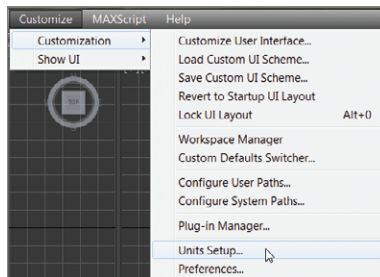 Customize MAXScript Help
Customization
Show UI
Customize User Interface...
Load Custom UI Scheme...
Save Custom UI Scheme...
Revert to Startup UI Layout
Lock UI Layout Alt+0
Workspace Manager
Custom Defaults Switcher...
Configure User Paths...
Configure System Paths...
Plug-in Manager...
Units Setup...
Preferences...